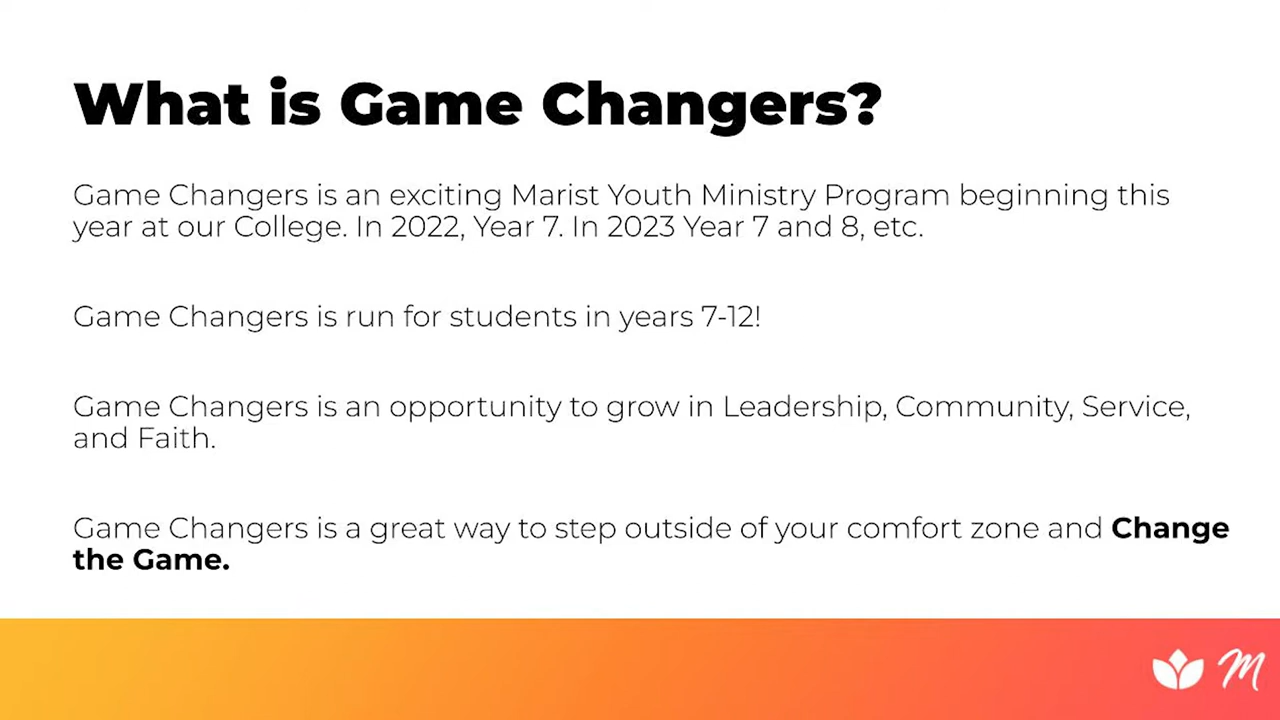 What is Game Changers?
Game Changers is an exciting Marist Youth Ministry Program beginning this
year at our College. In 2022, Year 7. In 2023 Year 7 and 8, etc.
Game Changers is run for students in years 7-12!
Game Changers is an opportunity to grow in Leadership, Community, Service,
and Faith.
Game Changers is a great way to step outside of your comfort zone and Change
the Game.
M